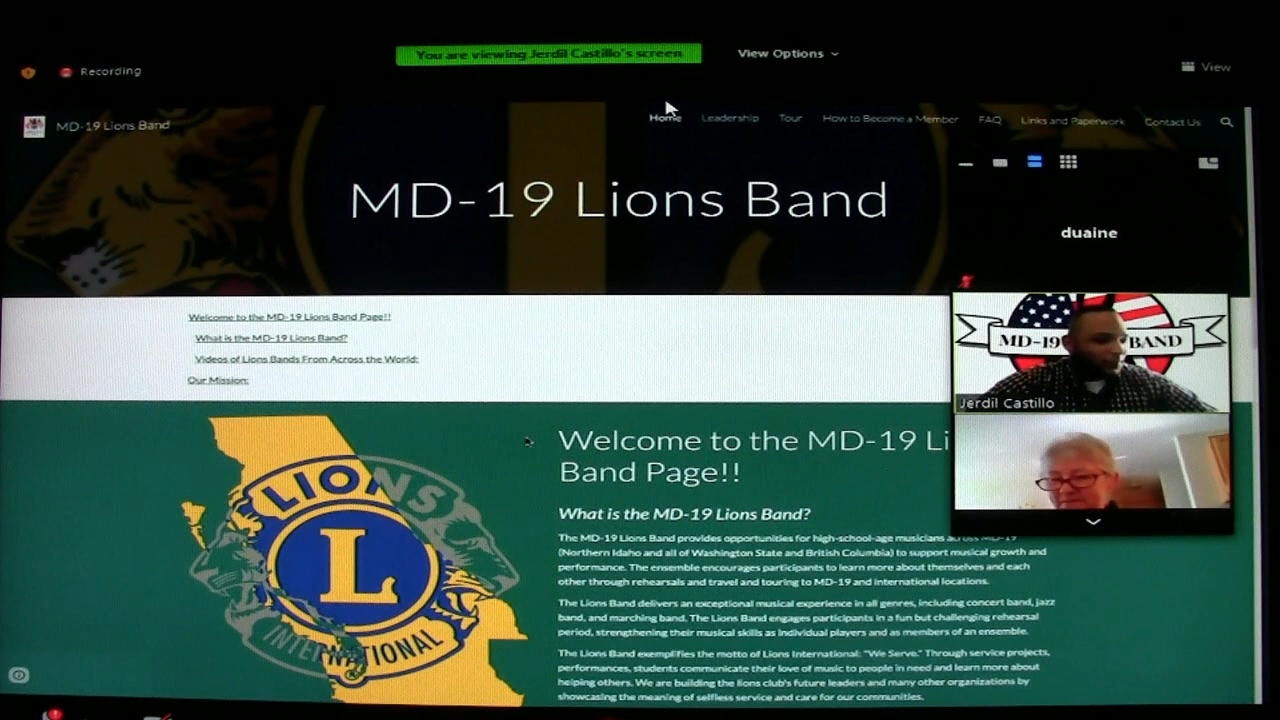 You are viewing Jerdil Castillo's screen
View Options
Recording
View
MD-19 Lions Band
Home Leadership Tour How to Become a Member FAQ Links and Paperwork Contact Us
MD-19 Lions Band
duaine
Welcome to the MD-19 Lions Band Page!!
What is the MD-19 Lions Band?
Videos of Lions Bands From Across the World:
Our Mission:
MD-19 BAND
Jerdil Castillo
LIONS
L
INTERNATIONAL
Welcome to the MD-19 Li
Band Page!!
What is the MD-19 Lions Band?
The MD-19 Lions Band provides opportunities for high-school-age musicians across MD-19
(Northern Idaho and all of Washington State and British Columbia) to support musical growth and
performance. The ensemble encourages participants to learn more about themselves and each
other through rehearsals and travel and touring to MD-19 and international locations.
The Lions Band delivers an exceptional musical experience in all genres, including concert band, jazz
band, and marching band. The Lions Band engages participants in a fun but challenging rehearsal
period, strengthening their musical skills as individual players and as members of an ensemble.
The Lions Band exemplifies the motto of Lions International: "We Serve." Through service projects,
performances, students communicate their love of music to people in need and learn more about
helping others. We are building the lions club's future leaders and many other organizations by
showcasing the meaning of selfless service and care for our communities.